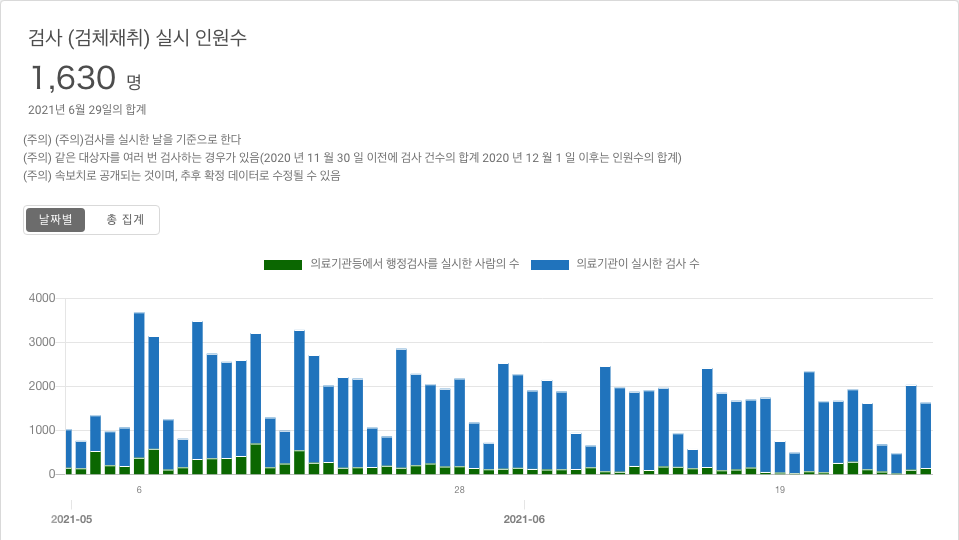 검사 (검체채취) 실시 인원수
1,630 명
2021년 6월 29일의 합계
(주의) (주의)검사를 실시한 날을 기준으로 한다
(주의) 같은 대상자를 여러 번 검사하는 경우가 있음(2020 년 11 월 30 일 이전에 검사 건수의 합계 2020 년 12 월 1 일 이후는 인원수의 합계)
(주의) 속보치로 공개되는 것이며, 추후 확정 데이터로 수정될 수 있음
날짜별 총 집계
의료기관등에서 행정검사를 실시한 사람의 수 의료기관이 실시한 검사 수
4000
3000
2000
1000
0
6 28 19
2021-05 2021-06